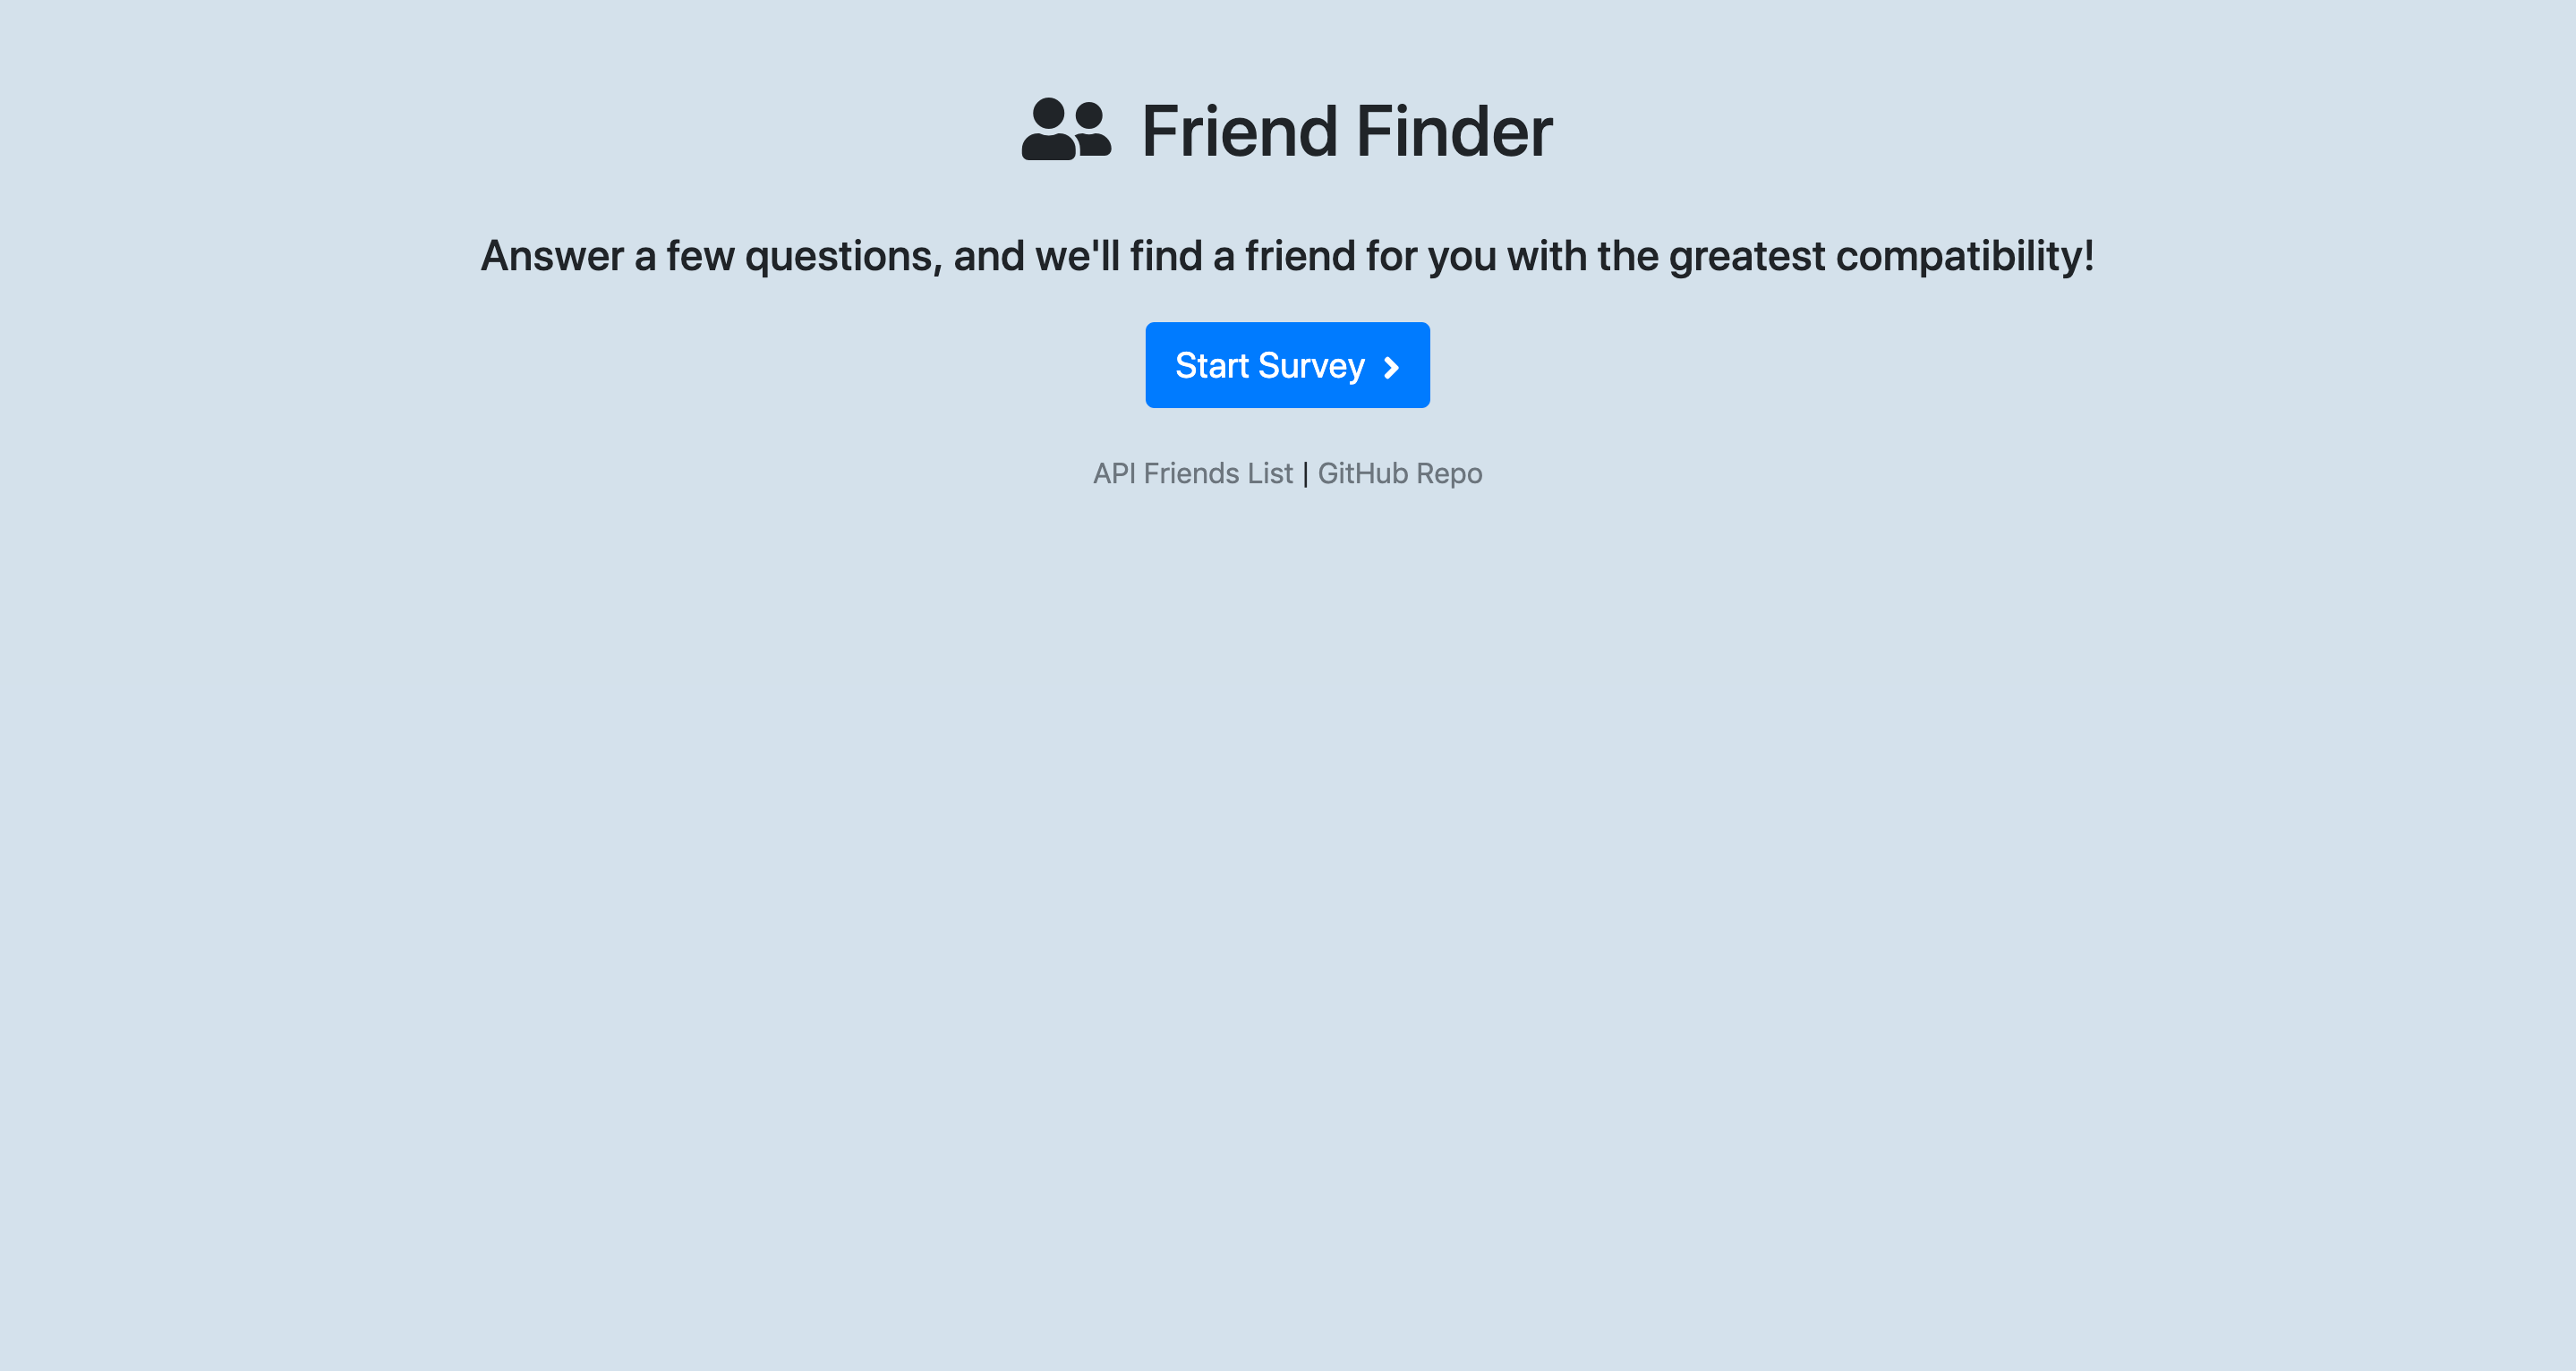 Friend Finder
Answer a few questions, and we'll find a friend for you with the greatest compatibility!
Start Survey
API Friends List | GitHub Repo